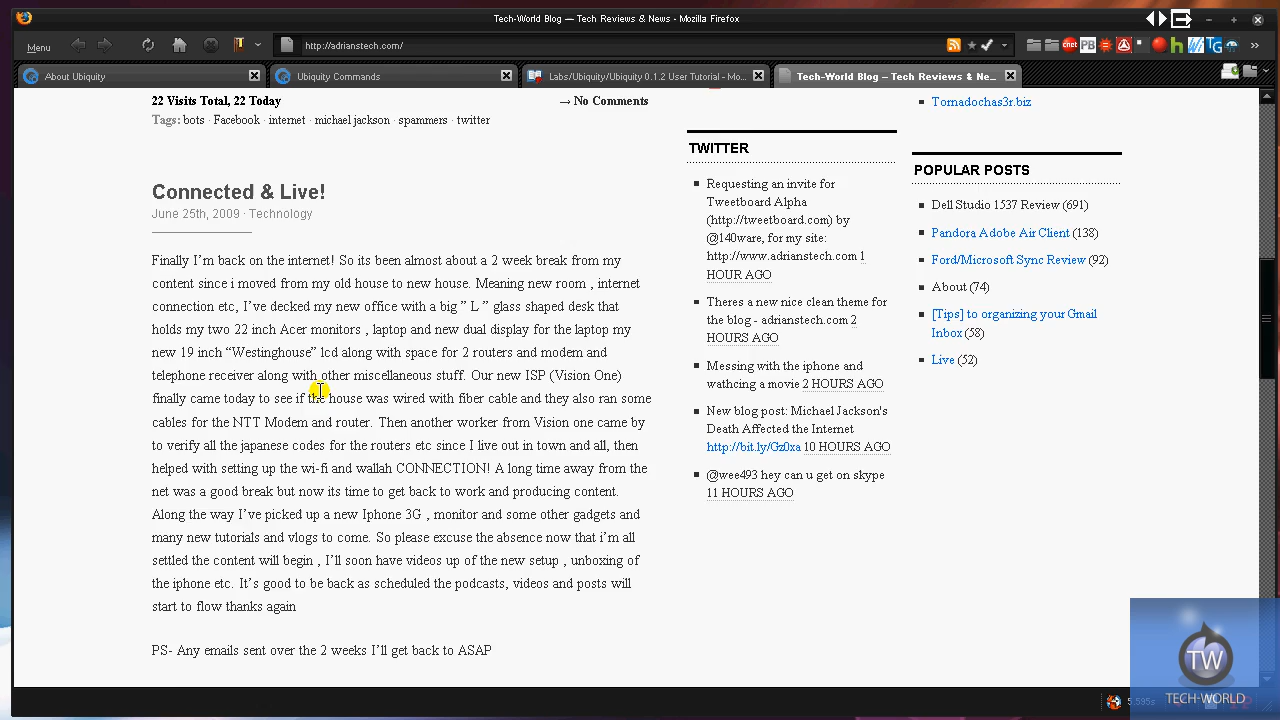 Tech-World Blog — Tech Reviews & News - Mozilla Firefox
Menu
http://adrianstech.com/
cnet
PB
h
TG
»
About Ubiquity
Ubiquity Commands
Labs/Ubiquity/Ubiquity 0.1.2 User Tutorial - Mo...
Tech-World Blog – Tech Reviews & Ne...
22 Visits Total, 22 Today
→ No Comments
Tags: bots · Facebook · internet · michael jackson · spammers · twitter
Connected & Live!
June 25th, 2009 · Technology
Finally I’m back on the internet! So its been almost about a 2 week break from my
content since i moved from my old house to new house. Meaning new room , internet
connection etc, I’ve decked my new office with a big ” L ” glass shaped desk that
holds my two 22 inch Acer monitors , laptop and new dual display for the laptop my
new 19 inch “Westinghouse” lcd along with space for 2 routers and modem and
telephone receiver along with other miscellaneous stuff. Our new ISP (Vision One)
finally came today to see if the house was wired with fiber cable and they also ran some
cables for the NTT Modem and router. Then another worker from Vision one came by
to verify all the japanese codes for the routers etc since I live out in town and all, then
helped with setting up the wi-fi and wallah CONNECTION! A long time away from the
net was a good break but now its time to get back to work and producing content.
Along the way I’ve picked up a new Iphone 3G , monitor and some other gadgets and
many new tutorials and vlogs to come. So please excuse the absence now that i’m all
settled the content will begin , I’ll soon have videos up of the new setup , unboxing of
the iphone etc. It’s good to be back as scheduled the podcasts, videos and posts will
start to flow thanks again
PS- Any emails sent over the 2 weeks I’ll get back to ASAP
TWITTER
Requesting an invite for
Tweetboard Alpha
(http://tweetboard.com) by
@140ware, for my site:
http://www.adrianstech.com 1
HOUR AGO
Theres a new nice clean theme for
the blog - adrianstech.com 2
HOURS AGO
Messing with the iphone and
wathcing a movie 2 HOURS AGO
New blog post: Michael Jackson's
Death Affected the Internet
http://bit.ly/Gz0xa 10 HOURS AGO
@wee493 hey can u get on skype
11 HOURS AGO
Tornadochas3r.biz
POPULAR POSTS
Dell Studio 1537 Review (691)
Pandora Adobe Air Client (138)
Ford/Microsoft Sync Review (92)
About (74)
[Tips] to organizing your Gmail
Inbox (58)
Live (52)
TW
TECH-WORLD
5.595s